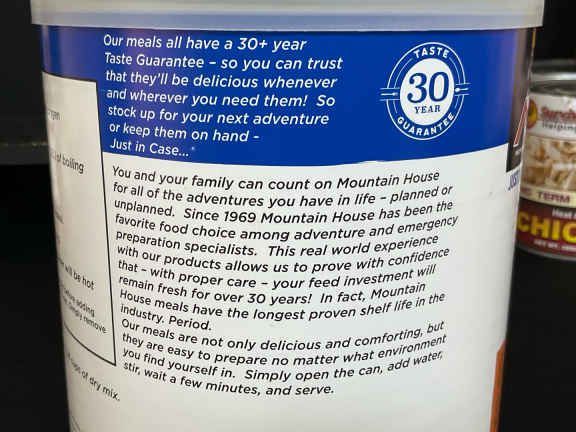 Our meals all have a 30+ year
Taste Guarantee – so you can trust
that they'll be delicious whenever
and wherever you need them! So
stock up for your next adventure
or keep them on hand -
Just in Case...*
TASTE
30
YEAR
GUARANTEE
You and your family can count on Mountain House
for all of the adventures you have in life – planned or
unplanned. Since 1969 Mountain House has been the
favorite food choice among adventure and emergency
preparation specialists. This real world experience
with our products allows us to prove with confidence
that – with proper care – your feed investment will
remain fresh for over 30 years! In fact, Mountain
House meals have the longest proven shelf life in the
industry. Period.
Our meals are not only delicious and comforting, but
they are easy to prepare no matter what environment
you find yourself in. Simply open the can, add water,
stir, wait a few minutes, and serve.
of boiling
will be hot
before adding
simply remove
of dry mix.
JUST
TERM
CHIC